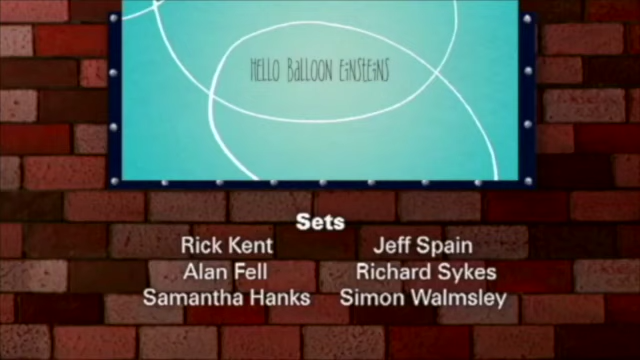 HELLO BALLOON EiNSTEiNS
Sets
Rick Kent Jeff Spain
Alan Fell Richard Sykes
Samantha Hanks Simon Walmsley